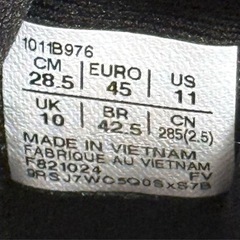 1011B976
CM EURO US
28.5 45 11
UK BR CN
10 42.5 285(2.5)
MADE IN VIETNAM
FABRIQUE AU VIETNAM
F821024 FV